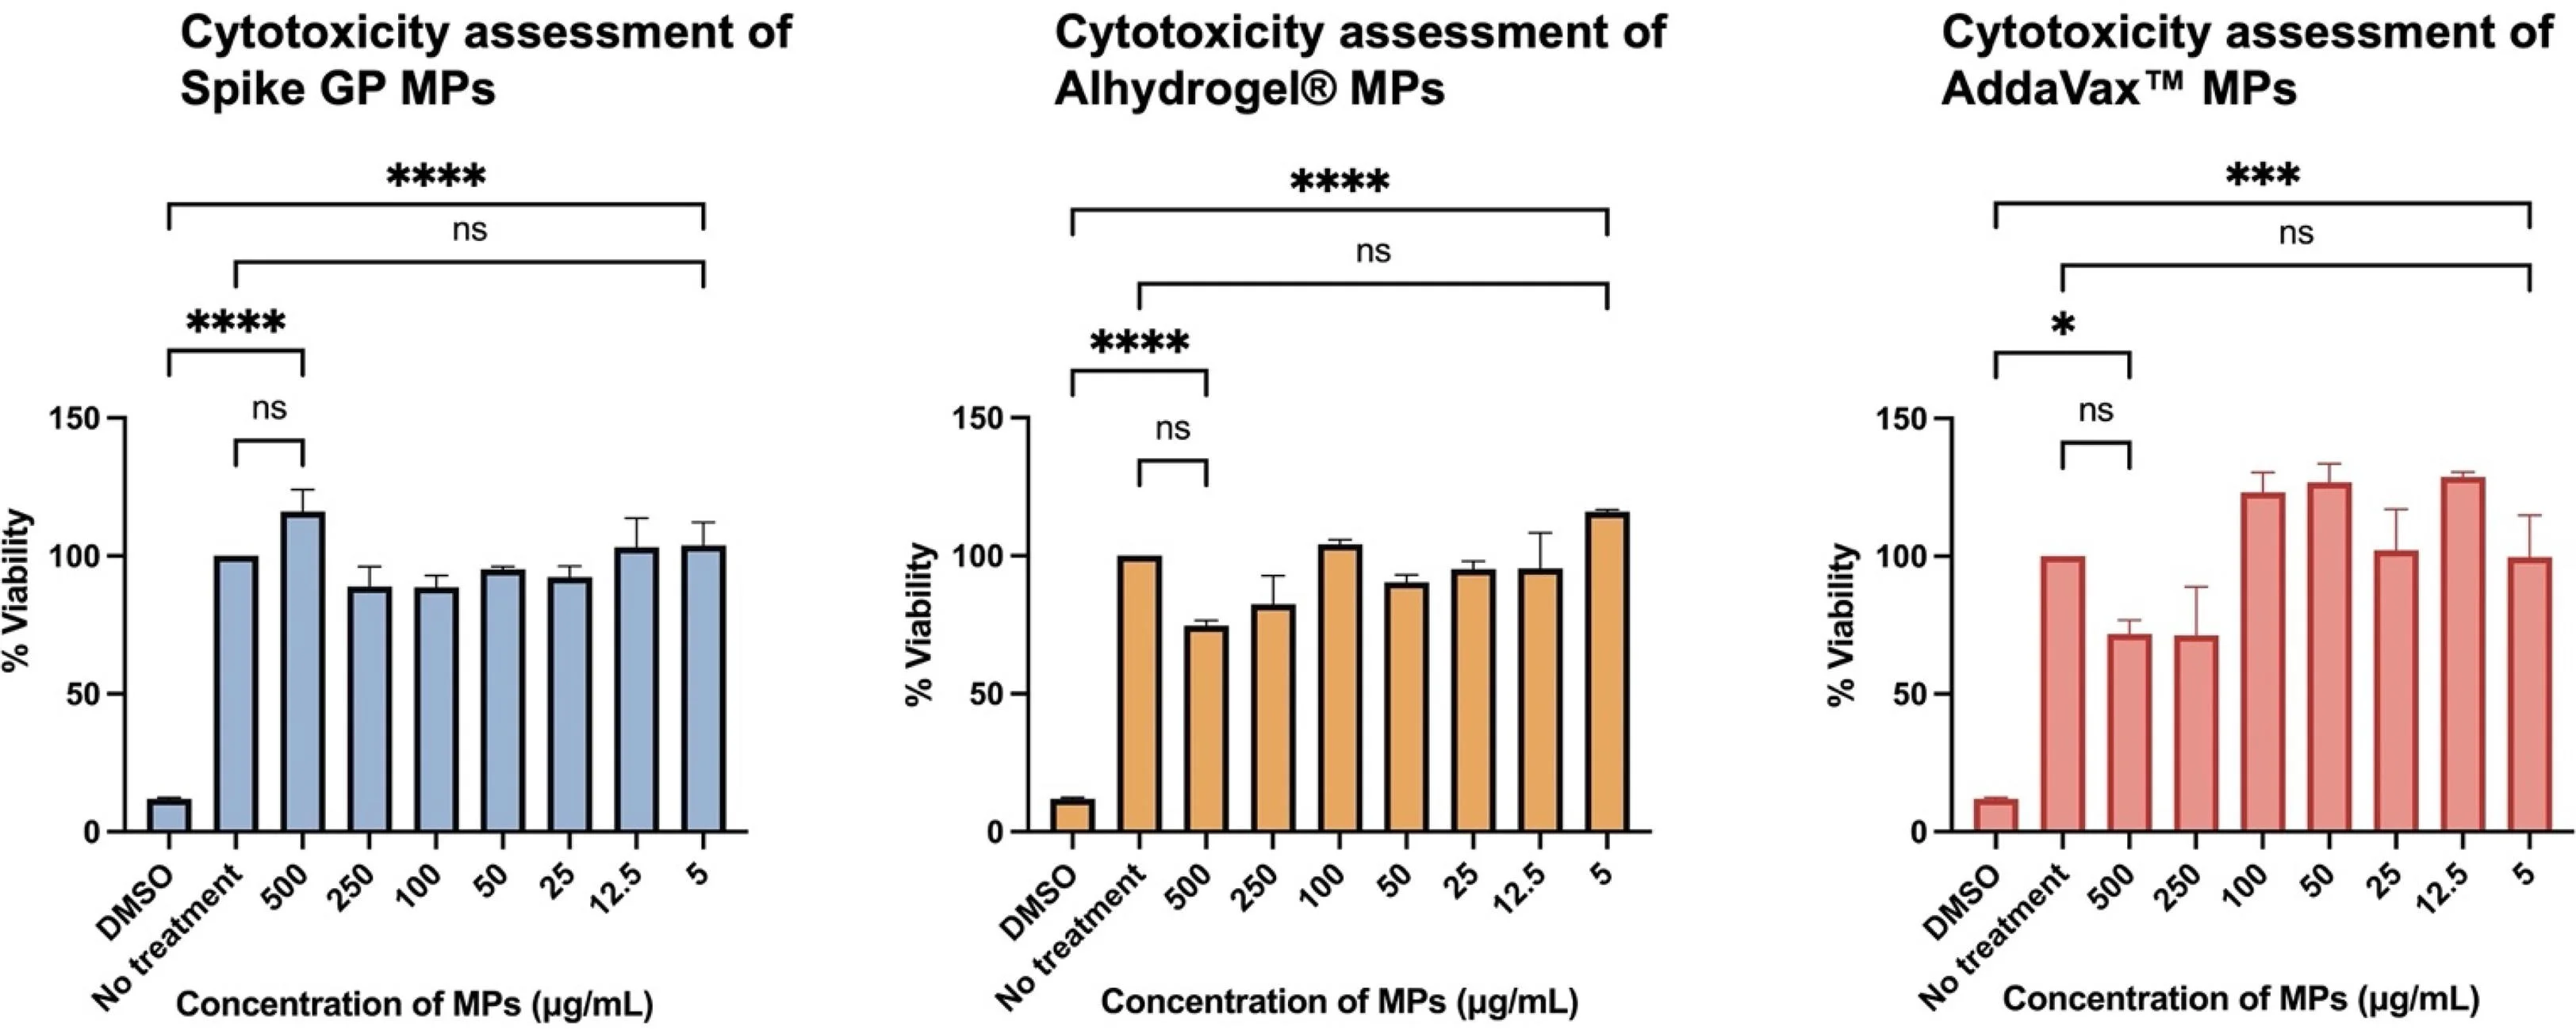 Cytotoxicity assessment of
Spike GP MPs
****
ns
****
ns
150
100
50
0
% Viability
DMSO
No treatment
500
250
100
50
25
12.5
5
Concentration of MPs (µg/mL)
Cytotoxicity assessment of
Alhydrogel® MPs
****
ns
****
ns
150
100
50
0
% Viability
DMSO
No treatment
500
250
100
50
25
12.5
5
Concentration of MPs (µg/mL)
Cytotoxicity assessment of
AddaVax™ MPs
***
ns
*
ns
150
100
50
0
% Viability
DMSO
No treatment
500
250
100
50
25
12.5
5
Concentration of MPs (µg/mL)